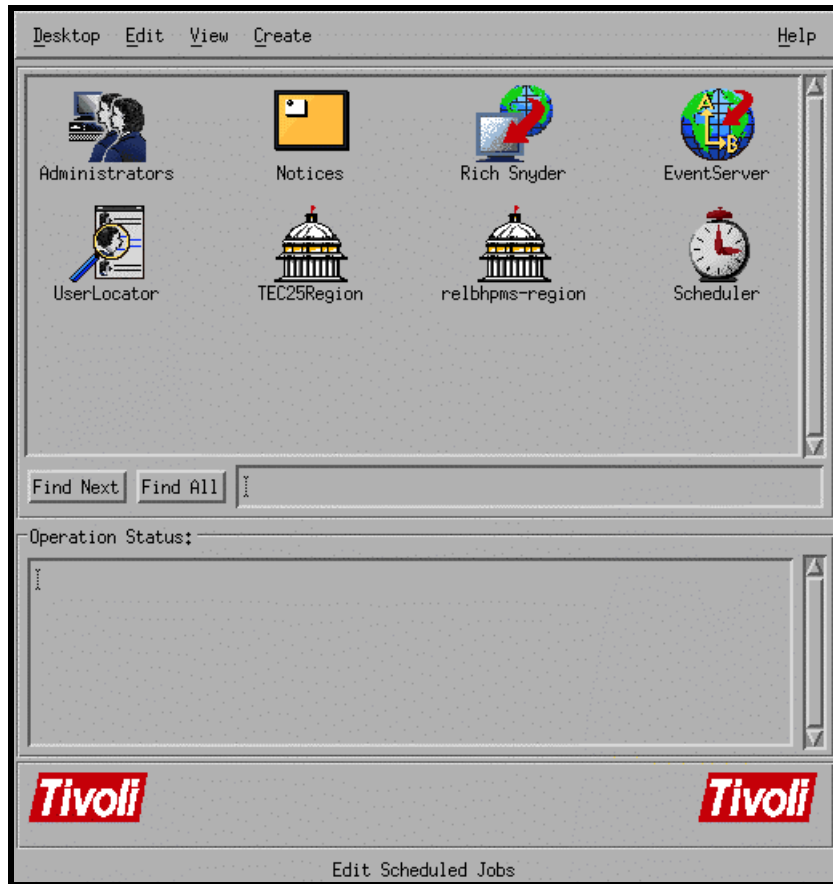 Desktop Edit View Create Help
Administrators Notices Rich Snyder EventServer
UserLocator TEC25Region relbhpms-region Scheduler
Find Next Find All
Operation Status:
Tivoli Tivoli
Edit Scheduled Jobs